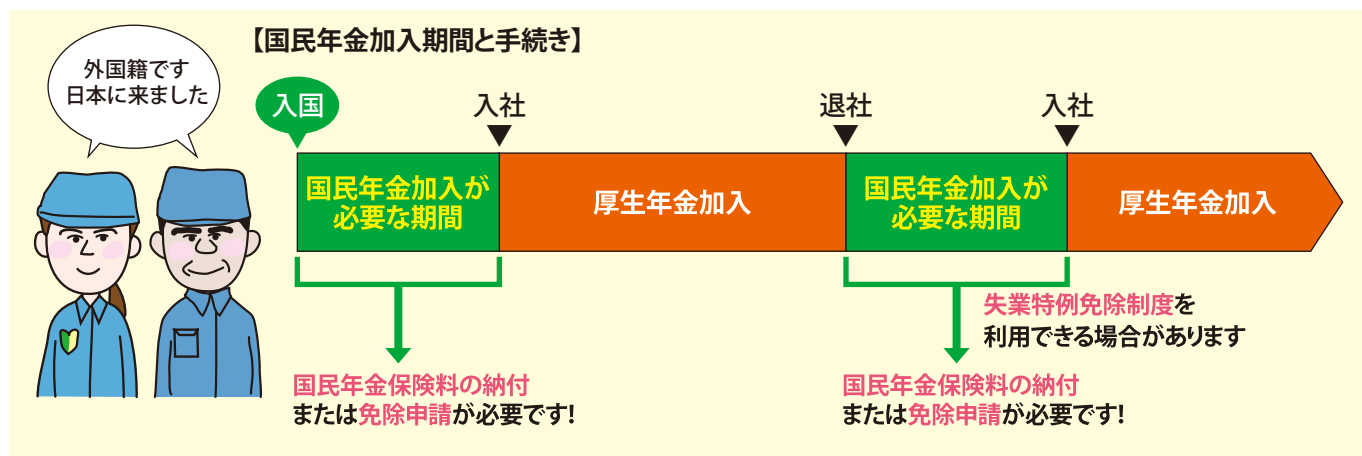 【国民年金加入期間と手続き】
外国籍です
日本に来ました
入国
入社
退社
入社
国民年金加入が
必要な期間
厚生年金加入
国民年金加入が
必要な期間
厚生年金加入
失業特例免除制度を
利用できる場合があります
国民年金保険料の納付
または免除申請が必要です!
国民年金保険料の納付
または免除申請が必要です!